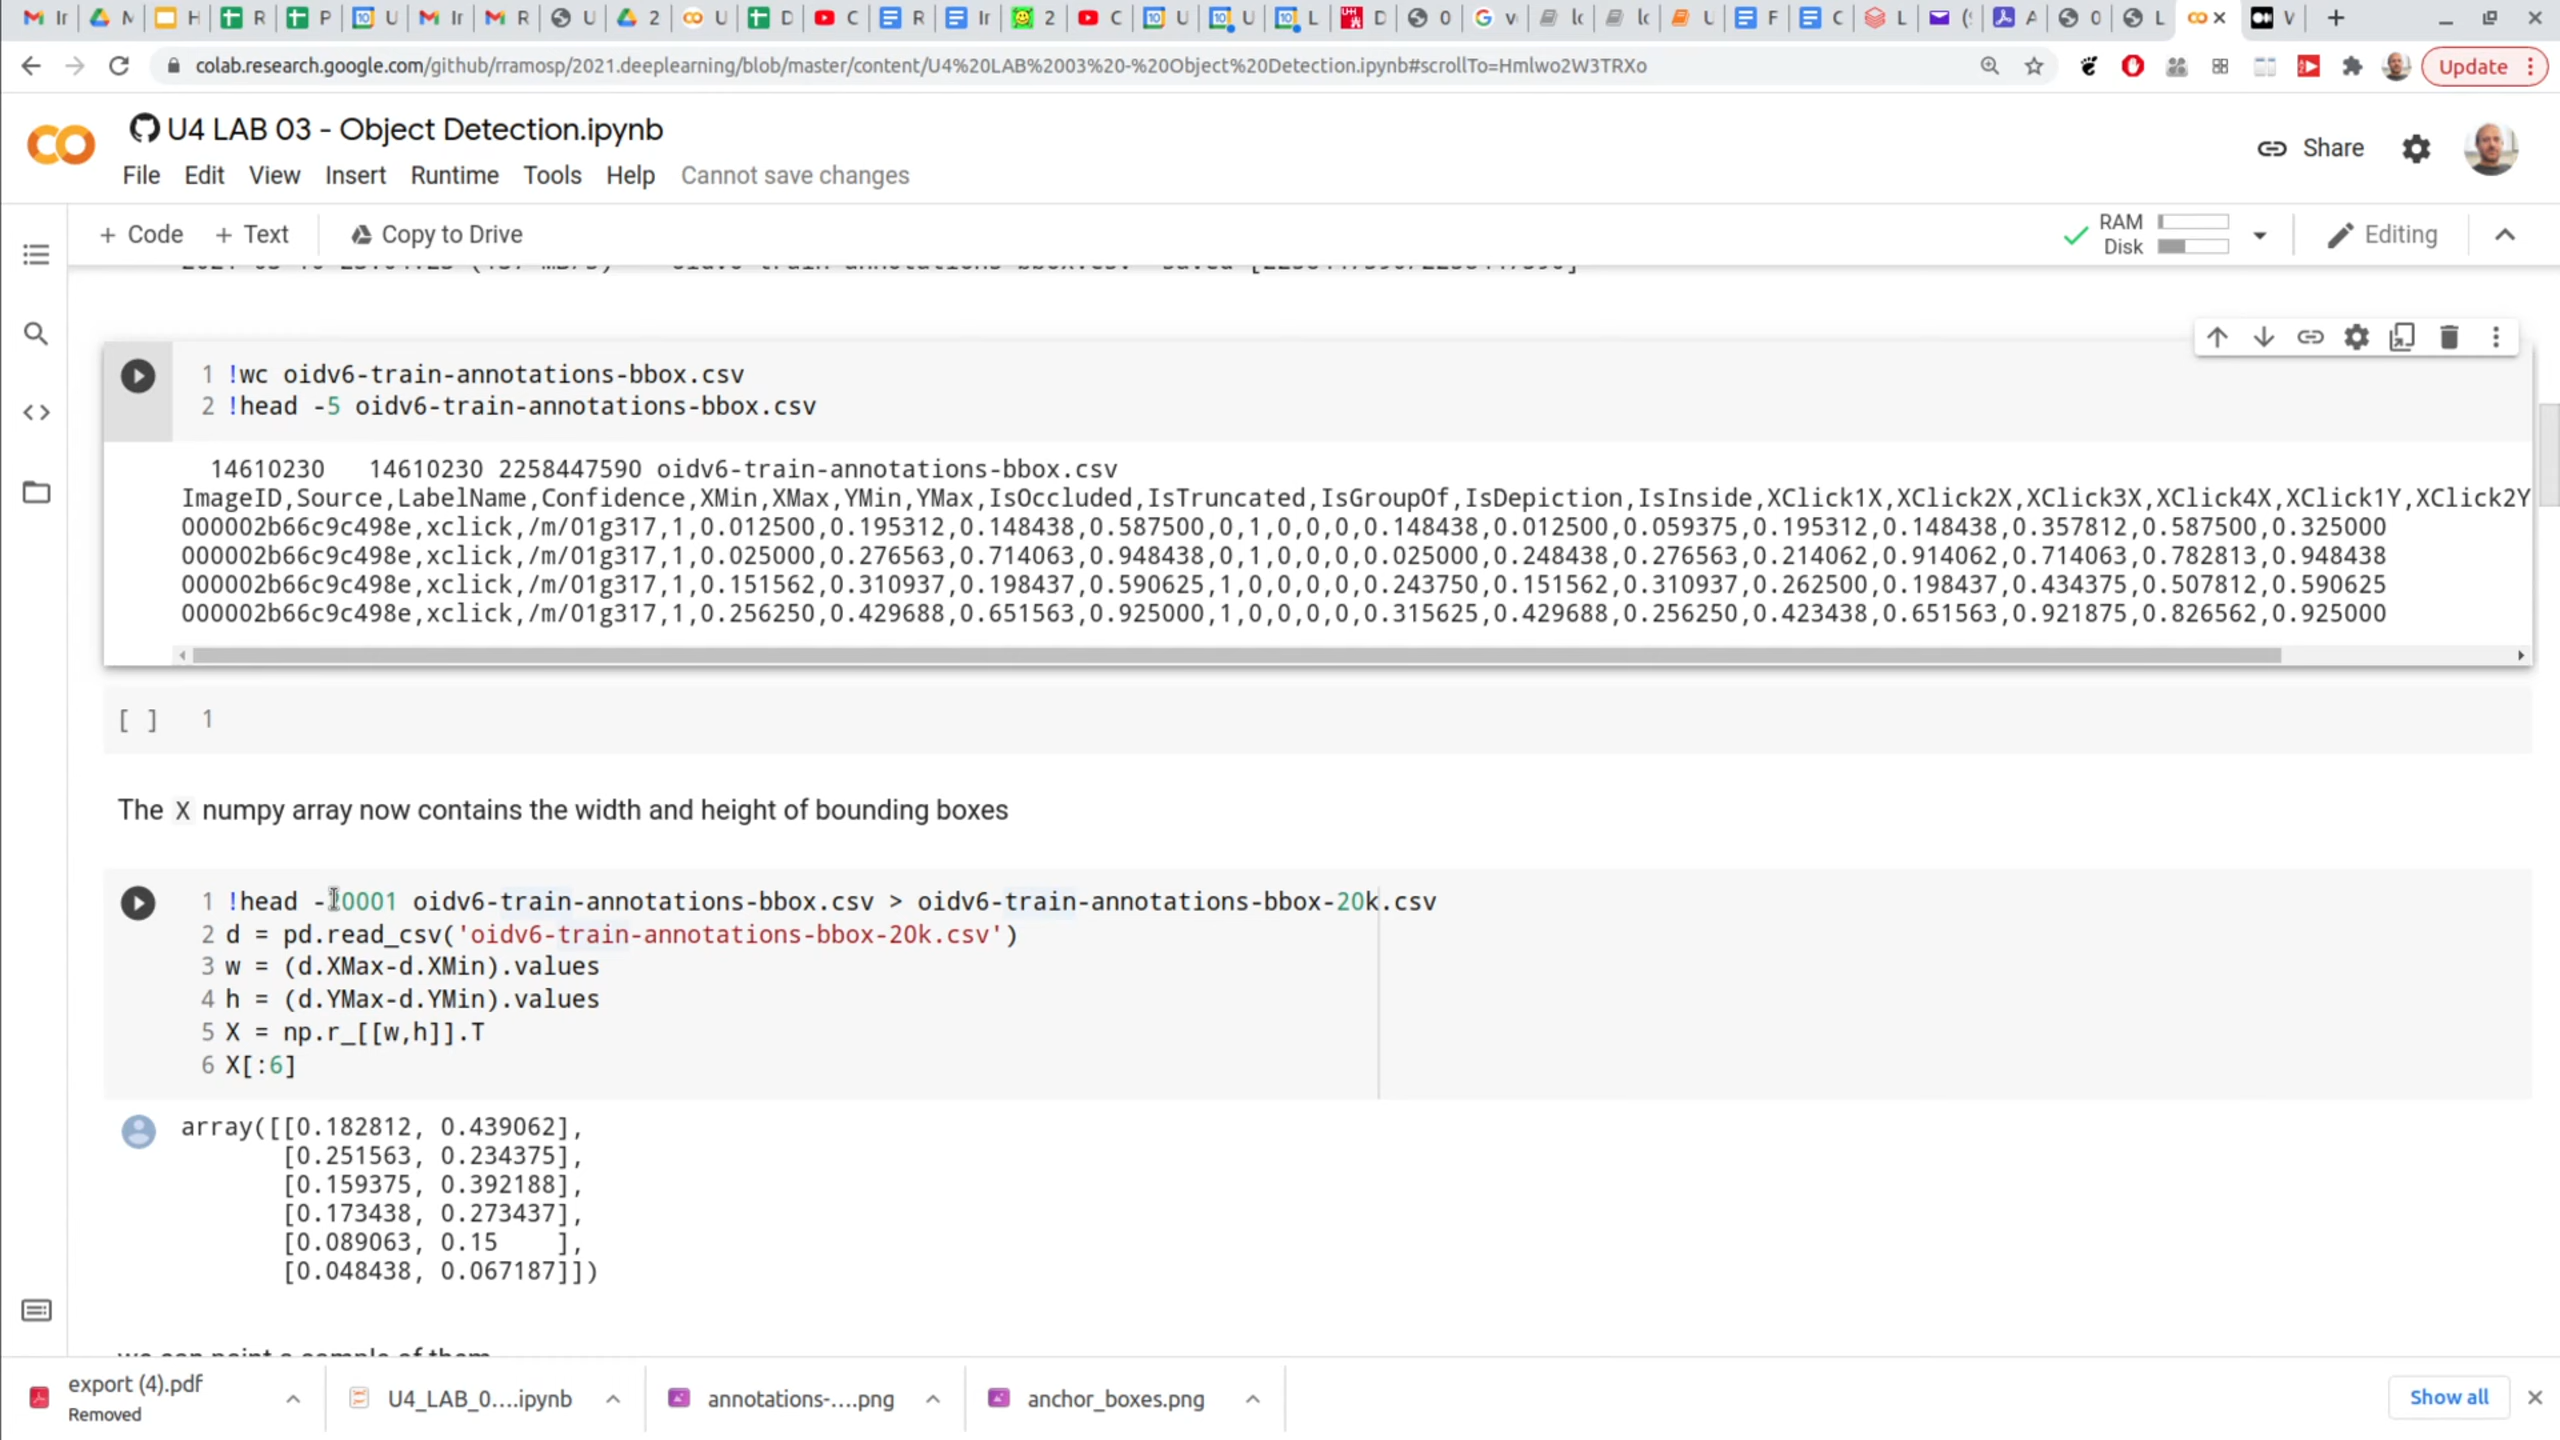 Ir
M
H
R
P
U
Ir
R
U
2
U
D
C
R
Ir
2
C
U
U
L
D
0
v
lc
lc
U
F
C
L
(
A
0
L
V
colab.research.google.com/github/rramosp/2021.deeplearning/blob/master/content/U4%20LAB%2003%20-%20Object%20Detection.ipynb#scrollTo=Hmlwo2W3TRXo
Update
U4 LAB 03 - Object Detection.ipynb
Share
File Edit View Insert Runtime Tools Help Cannot save changes
+ Code + Text Copy to Drive
RAM
Disk
Editing
1 !wc oidv6-train-annotations-bbox.csv
2 !head -5 oidv6-train-annotations-bbox.csv
14610230 14610230 2258447590 oidv6-train-annotations-bbox.csv
ImageID,Source,LabelName,Confidence,XMin,XMax,YMin,YMax,IsOccluded,IsTruncated,IsGroupOf,IsDepiction,IsInside,XClick1X,XClick2X,XClick3X,XClick4X,XClick1Y,XClick2Y
000002b66c9c498e,xclick,/m/01g317,1,0.012500,0.195312,0.148438,0.587500,0,1,0,0,0,0.148438,0.012500,0.059375,0.195312,0.148438,0.357812,0.587500,0.325000
000002b66c9c498e,xclick,/m/01g317,1,0.025000,0.276563,0.714063,0.948438,0,1,0,0,0,0.025000,0.248438,0.276563,0.214062,0.914062,0.714063,0.782813,0.948438
000002b66c9c498e,xclick,/m/01g317,1,0.151562,0.310937,0.198437,0.590625,1,0,0,0,0,0.243750,0.151562,0.310937,0.262500,0.198437,0.434375,0.507812,0.590625
000002b66c9c498e,xclick,/m/01g317,1,0.256250,0.429688,0.651563,0.925000,1,0,0,0,0,0.315625,0.429688,0.256250,0.423438,0.651563,0.921875,0.826562,0.925000
[ ] 1
The X numpy array now contains the width and height of bounding boxes
1 !head -20001 oidv6-train-annotations-bbox.csv > oidv6-train-annotations-bbox-20k.csv
2 d = pd.read_csv('oidv6-train-annotations-bbox-20k.csv')
3 w = (d.XMax-d.XMin).values
4 h = (d.YMax-d.YMin).values
5 X = np.r_[[w,h]].T
6 X[:6]
array([[0.182812, 0.439062],
[0.251563, 0.234375],
[0.159375, 0.392188],
[0.173438, 0.273437],
[0.089063, 0.15    ],
[0.048438, 0.067187]])
we can paint a sample of them
export (4).pdf
Removed
U4_LAB_0....ipynb
annotations-....png
anchor_boxes.png
Show all